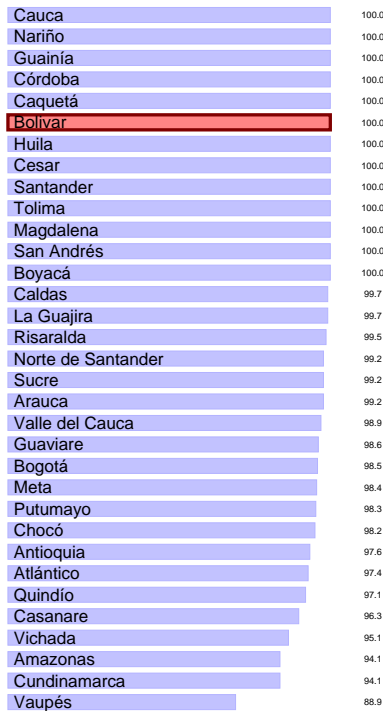 Cauca 100.0
Nariño 100.0
Guainía 100.0
Córdoba 100.0
Caquetá 100.0
Bolivar 100.0
Huila 100.0
Cesar 100.0
Santander 100.0
Tolima 100.0
Magdalena 100.0
San Andrés 100.0
Boyacá 100.0
Caldas 99.7
La Guajira 99.7
Risaralda 99.5
Norte de Santander 99.2
Sucre 99.2
Arauca 99.2
Valle del Cauca 98.9
Guaviare 98.6
Bogotá 98.5
Meta 98.4
Putumayo 98.3
Chocó 98.2
Antioquia 97.6
Atlántico 97.4
Quindío 97.1
Casanare 96.3
Vichada 95.1
Amazonas 94.1
Cundinamarca 94.1
Vaupés 88.9